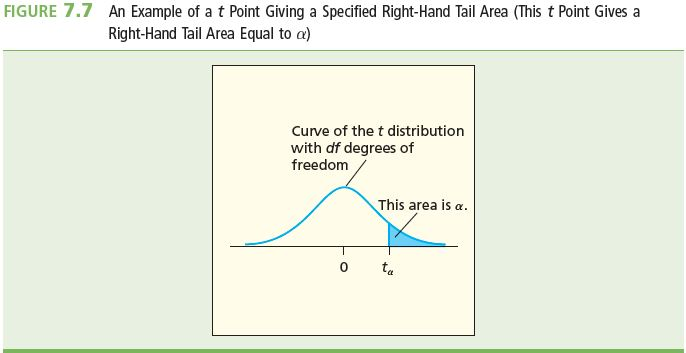 FIGURE 7.7 An Example of a t Point Giving a Specified Right-Hand Tail Area (This t Point Gives a
Right-Hand Tail Area Equal to α)
Curve of the t distribution
with df degrees of
freedom
This area is α.
0 tα